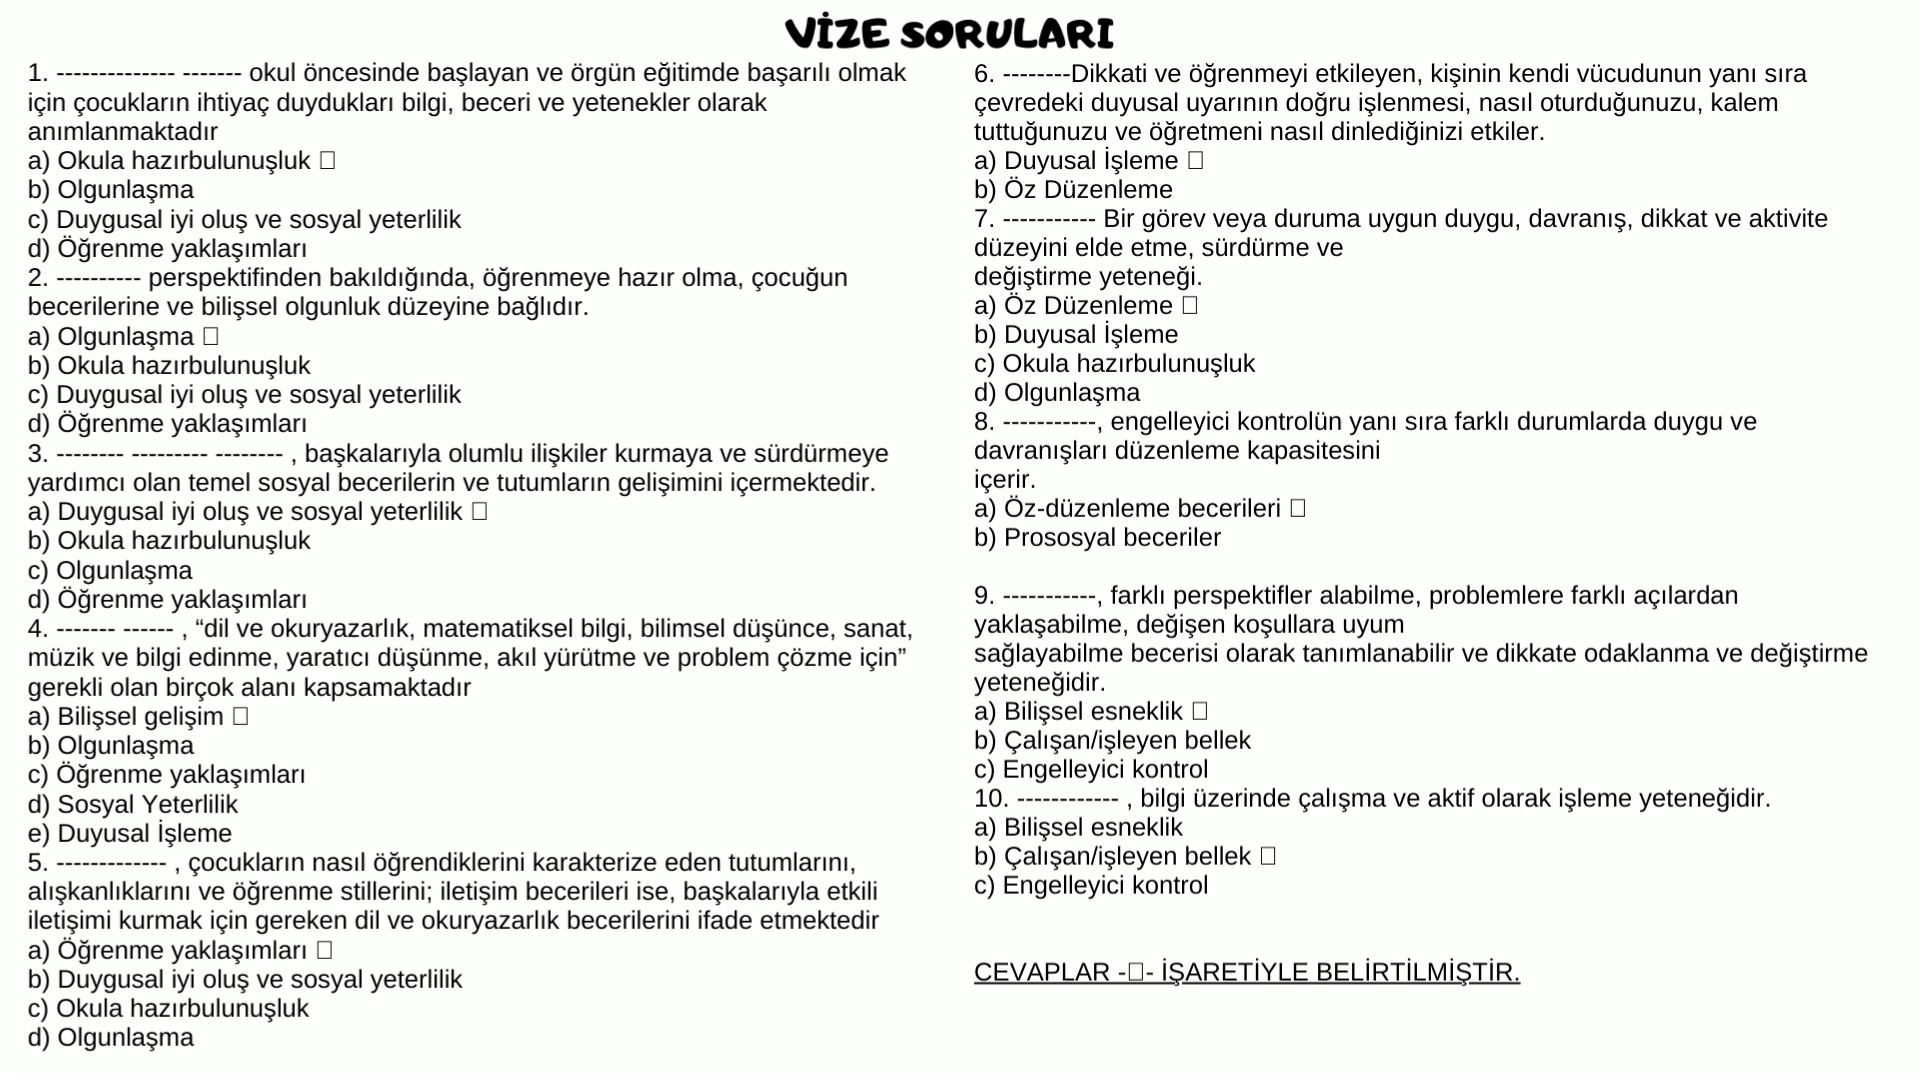 VİZE SORULARI
1. -------------- ------- okul öncesinde başlayan ve örgün eğitimde başarılı olmak
için çocukların ihtiyaç duydukları bilgi, beceri ve yetenekler olarak
anımlanmaktadır
a) Okula hazırbulunuşluk □
b) Olgunlaşma
c) Duygusal iyi oluş ve sosyal yeterlilik
d) Öğrenme yaklaşımları
2. ---------- perspektifinden bakıldığında, öğrenmeye hazır olma, çocuğun
becerilerine ve bilişsel olgunluk düzeyine bağlıdır.
a) Olgunlaşma □
b) Okula hazırbulunuşluk
c) Duygusal iyi oluş ve sosyal yeterlilik
d) Öğrenme yaklaşımları
3. -------- --------- -------- , başkalarıyla olumlu ilişkiler kurmaya ve sürdürmeye
yardımcı olan temel sosyal becerilerin ve tutumların gelişimini içermektedir.
a) Duygusal iyi oluş ve sosyal yeterlilik □
b) Okula hazırbulunuşluk
c) Olgunlaşma
d) Öğrenme yaklaşımları
4. ------- ------ , “dil ve okuryazarlık, matematiksel bilgi, bilimsel düşünce, sanat,
müzik ve bilgi edinme, yaratıcı düşünme, akıl yürütme ve problem çözme için”
gerekli olan birçok alanı kapsamaktadır
a) Bilişsel gelişim □
b) Olgunlaşma
c) Öğrenme yaklaşımları
d) Sosyal Yeterlilik
e) Duyusal İşleme
5. ------------- , çocukların nasıl öğrendiklerini karakterize eden tutumlarını,
alışkanlıklarını ve öğrenme stillerini; iletişim becerileri ise, başkalarıyla etkili
iletişimi kurmak için gereken dil ve okuryazarlık becerilerini ifade etmektedir
a) Öğrenme yaklaşımları □
b) Duygusal iyi oluş ve sosyal yeterlilik
c) Okula hazırbulunuşluk
d) Olgunlaşma
6. --------Dikkati ve öğrenmeyi etkileyen, kişinin kendi vücudunun yanı sıra
çevredeki duyusal uyarının doğru işlenmesi, nasıl oturduğunuzu, kalem
tuttuğunuzu ve öğretmeni nasıl dinlediğinizi etkiler.
a) Duyusal İşleme □
b) Öz Düzenleme
7. ----------- Bir görev veya duruma uygun duygu, davranış, dikkat ve aktivite
düzeyini elde etme, sürdürme ve
değiştirme yeteneği.
a) Öz Düzenleme □
b) Duyusal İşleme
c) Okula hazırbulunuşluk
d) Olgunlaşma
8. -----------, engelleyici kontrolün yanı sıra farklı durumlarda duygu ve
davranışları düzenleme kapasitesini
içerir.
a) Öz-düzenleme becerileri □
b) Prososyal beceriler
9. -----------, farklı perspektifler alabilme, problemlere farklı açılardan
yaklaşabilme, değişen koşullara uyum
sağlayabilme becerisi olarak tanımlanabilir ve dikkate odaklanma ve değiştirme
yeteneğidir.
a) Bilişsel esneklik □
b) Çalışan/işleyen bellek
c) Engelleyici kontrol
10. ------------ , bilgi üzerinde çalışma ve aktif olarak işleme yeteneğidir.
a) Bilişsel esneklik
b) Çalışan/işleyen bellek □
c) Engelleyici kontrol
CEVAPLAR -□- İŞARETİYLE BELİRTİLMİŞTİR.